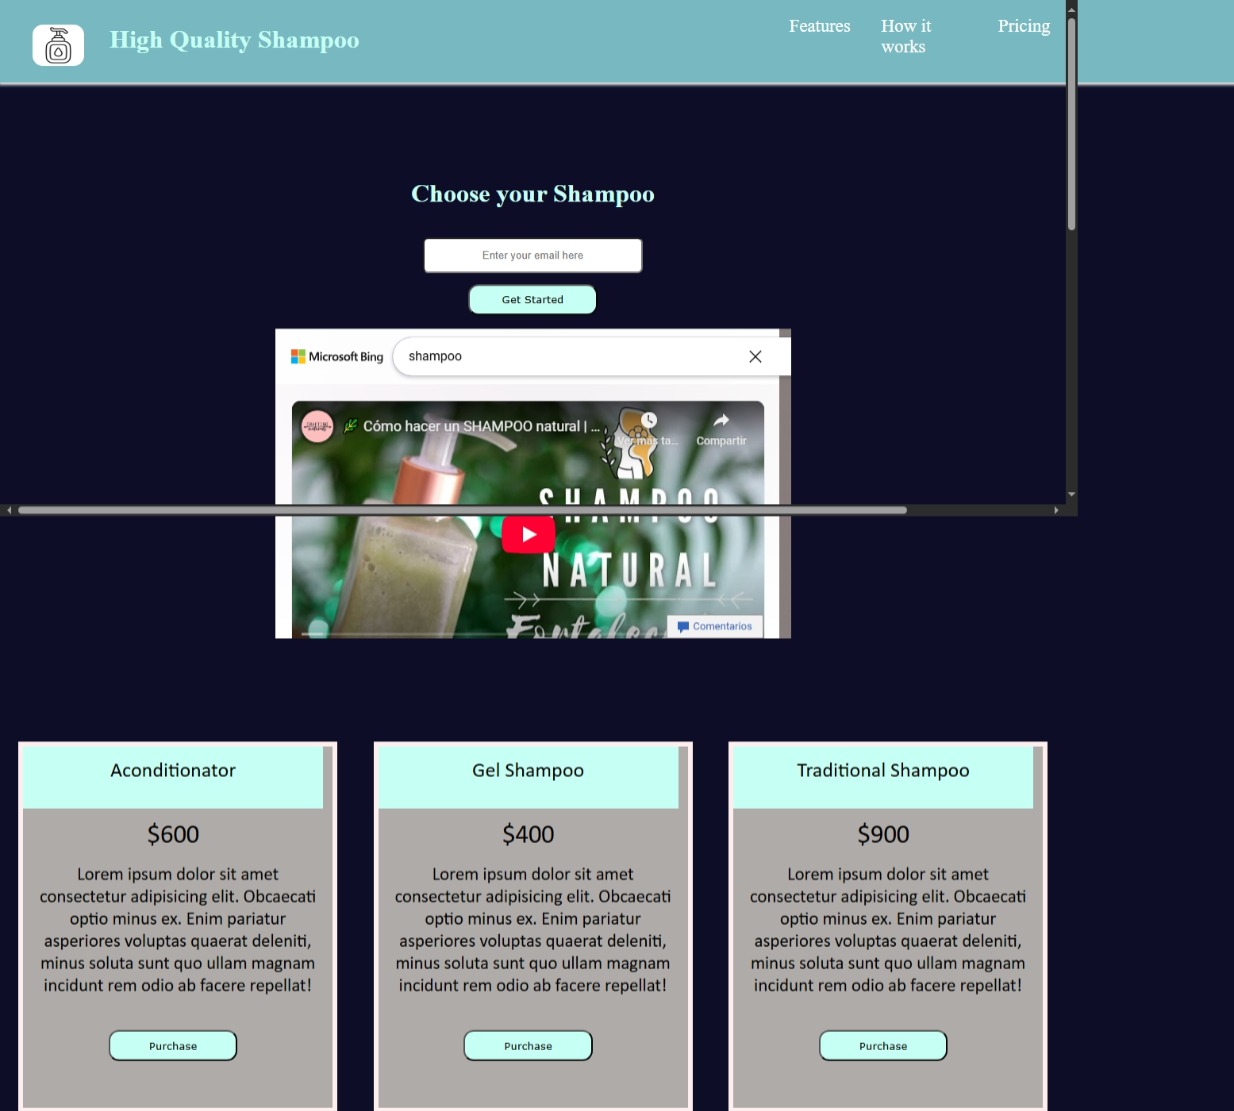 High Quality Shampoo
Features
How it
works
Pricing
Choose your Shampoo
Enter your email here
Get Started
Microsoft Bing
shampoo
Cómo hacer un SHAMPOO natural | ...
Ver más ta...
Compartir
SHAMPOO
NATURAL
Comentarios
Aconditionator
$600
Lorem ipsum dolor sit amet
consectetur adipisicing elit. Obcaecati
optio minus ex. Enim pariatur
asperiores voluptas quaerat deleniti,
minus soluta sunt quo ullam magnam
incidunt rem odio ab facere repellat!
Purchase
Gel Shampoo
$400
Lorem ipsum dolor sit amet
consectetur adipisicing elit. Obcaecati
optio minus ex. Enim pariatur
asperiores voluptas quaerat deleniti,
minus soluta sunt quo ullam magnam
incidunt rem odio ab facere repellat!
Purchase
Traditional Shampoo
$900
Lorem ipsum dolor sit amet
consectetur adipisicing elit. Obcaecati
optio minus ex. Enim pariatur
asperiores voluptas quaerat deleniti,
minus soluta sunt quo ullam magnam
incidunt rem odio ab facere repellat!
Purchase